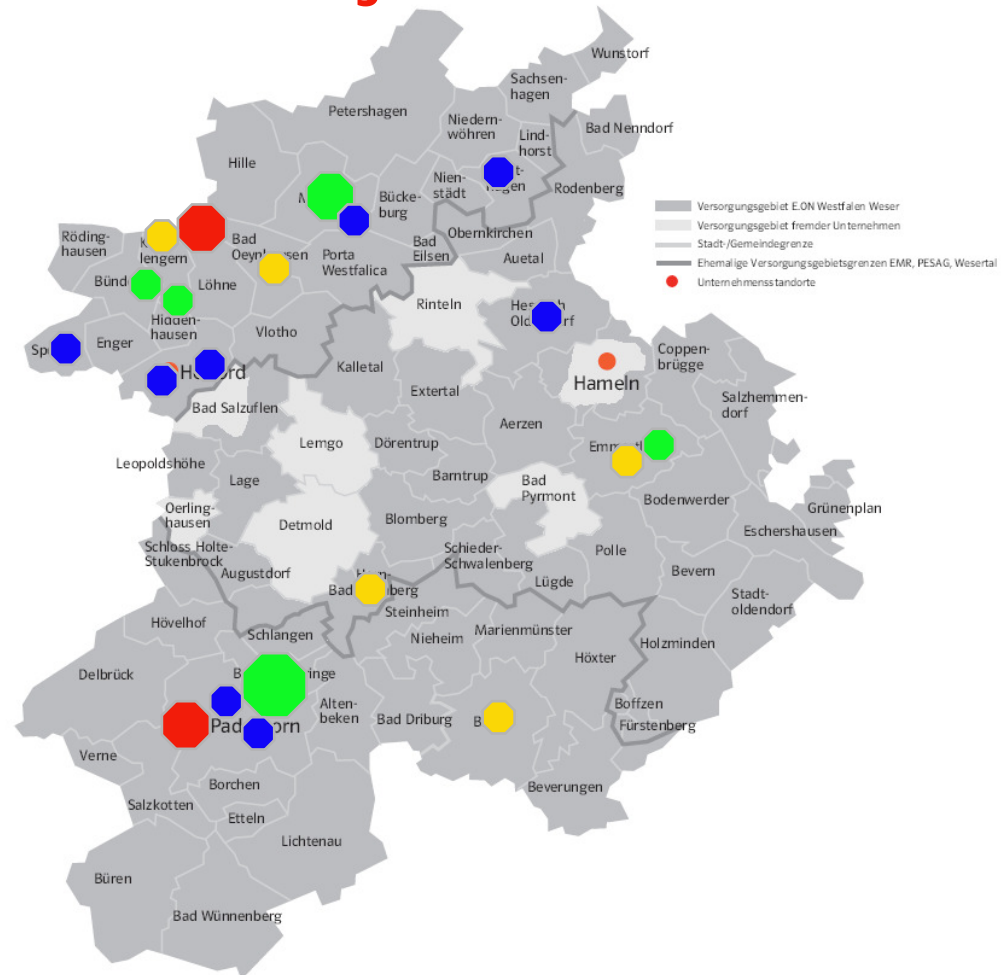 Wunstorf
Sachsen-
hagen
Petershagen
Niedern-
wöhren
Bad Nenndorf
Lind-
horst
Hille
Nien-
städt
Rodenberg
Bücke-
burg
Versorgungsgebiet E.ON Westfalen Weser
Versorgungsgebiet fremder Unternehmen
Stadt-/Gemeindegrenze
Ehemalige Versorgungsgebietsgrenzen EMR, PESAG, Wesertal
Unternehmensstandorte
Obernkirchen
Röding-
hausen
lengern
Bad
Porta
Westfalica
Bad
Eilsen
Auetal
Löhne
Rinteln
Hidden-
hausen
Vlotho
Enger
Coppen-
brügge
Kalletal
Hameln
Extertal
Salzhemmen-
dorf
Bad Salzuflen
Aerzen
Lemgo
Dörentrup
Leopoldshöhe
Lage
Barntrup
Bad
Pyrmont
Bodenwerder
Oerling-
hausen
Grünenplan
Detmold
Blomberg
Eschershausen
Schloss Holte-
Stukenbrock
Schieder-
Schwalenberg
Polle
Augustdorf
Lügde
Bevern
Stadt-
oldendorf
Steinheim
Hövelhof
Schlangen
Nieheim
Marienmünster
Holzminden
Höxter
Delbrück
Alten-
beken
Bad Driburg
Boffzen
Fürstenberg
Verne
Borchen
Beverungen
Salzkotten
Etteln
Lichtenau
Büren
Bad Wünnenberg